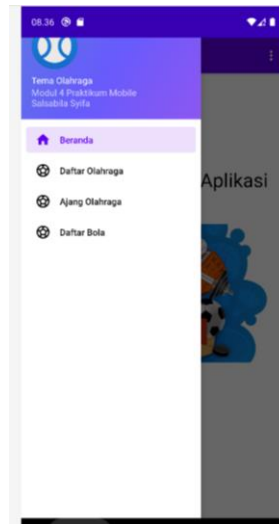 08.36
Tema Olahraga
Modul 4 Praktikum Mobile
Salsabila Syifa
Beranda
Daftar Olahraga
Ajang Olahraga
Daftar Bola
Aplikasi